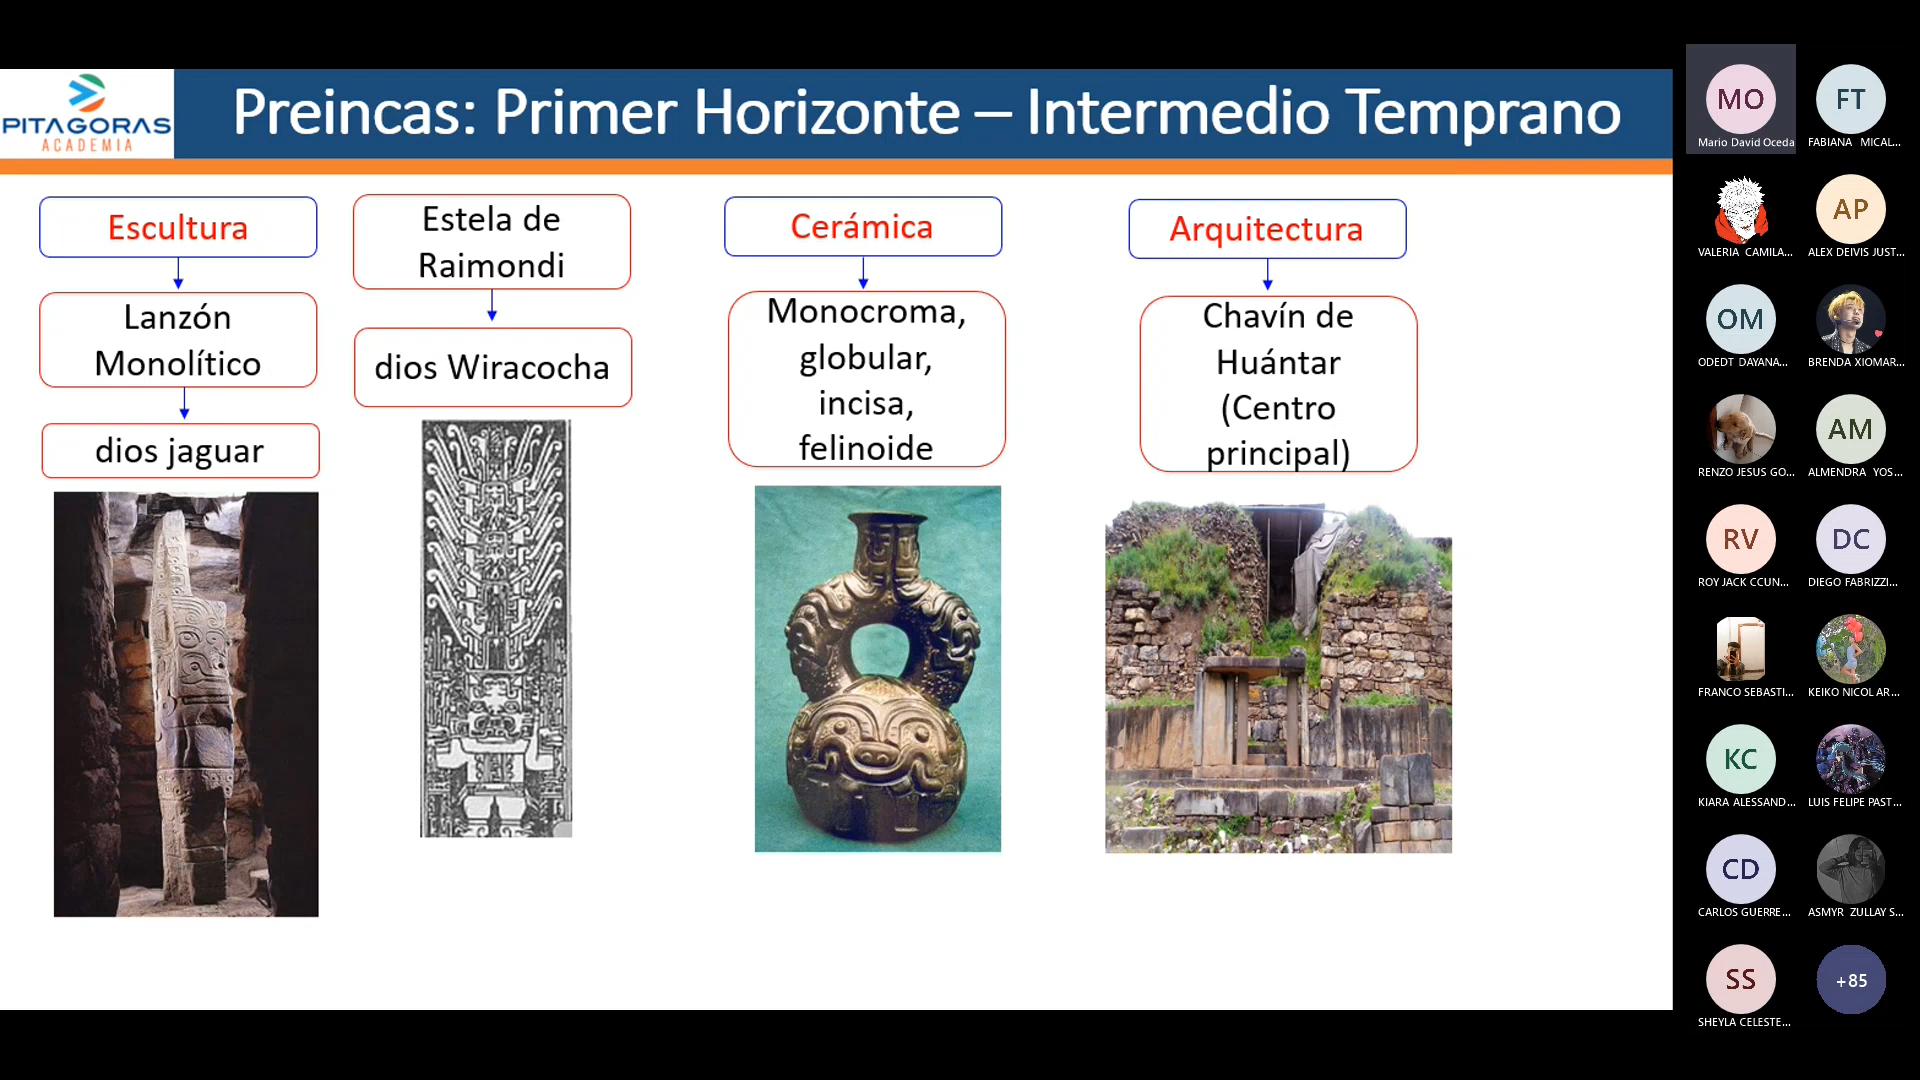 PITAGORAS
ACADEMIA
Preincas: Primer Horizonte – Intermedio Temprano
Escultura
Lanzón
Monolítico
dios jaguar
Estela de
Raimondi
dios Wiracocha
Cerámica
Monocroma,
globular,
incisa,
felinoide
Arquitectura
Chavín de
Huántar
(Centro
principal)
MO
Mario David Oceda
FT
FABIANA MICAL...
VALERIA CAMILA...
AP
ALEX DEIVIS JUST...
OM
ODEDT DAYANA...
BRENDA XIOMAR...
RENZO JESUS GO...
AM
ALMENDRA YOS...
RV
ROY JACK CCUN...
DC
DIEGO FABRIZZI...
FRANCO SEBASTI...
KEIKO NICOL AR...
KC
KIARA ALESSAND...
LUIS FELIPE PAST...
CD
CARLOS GUERRE...
ASMYR ZULLAY S...
SS
SHEYLA CELESTE...
+85